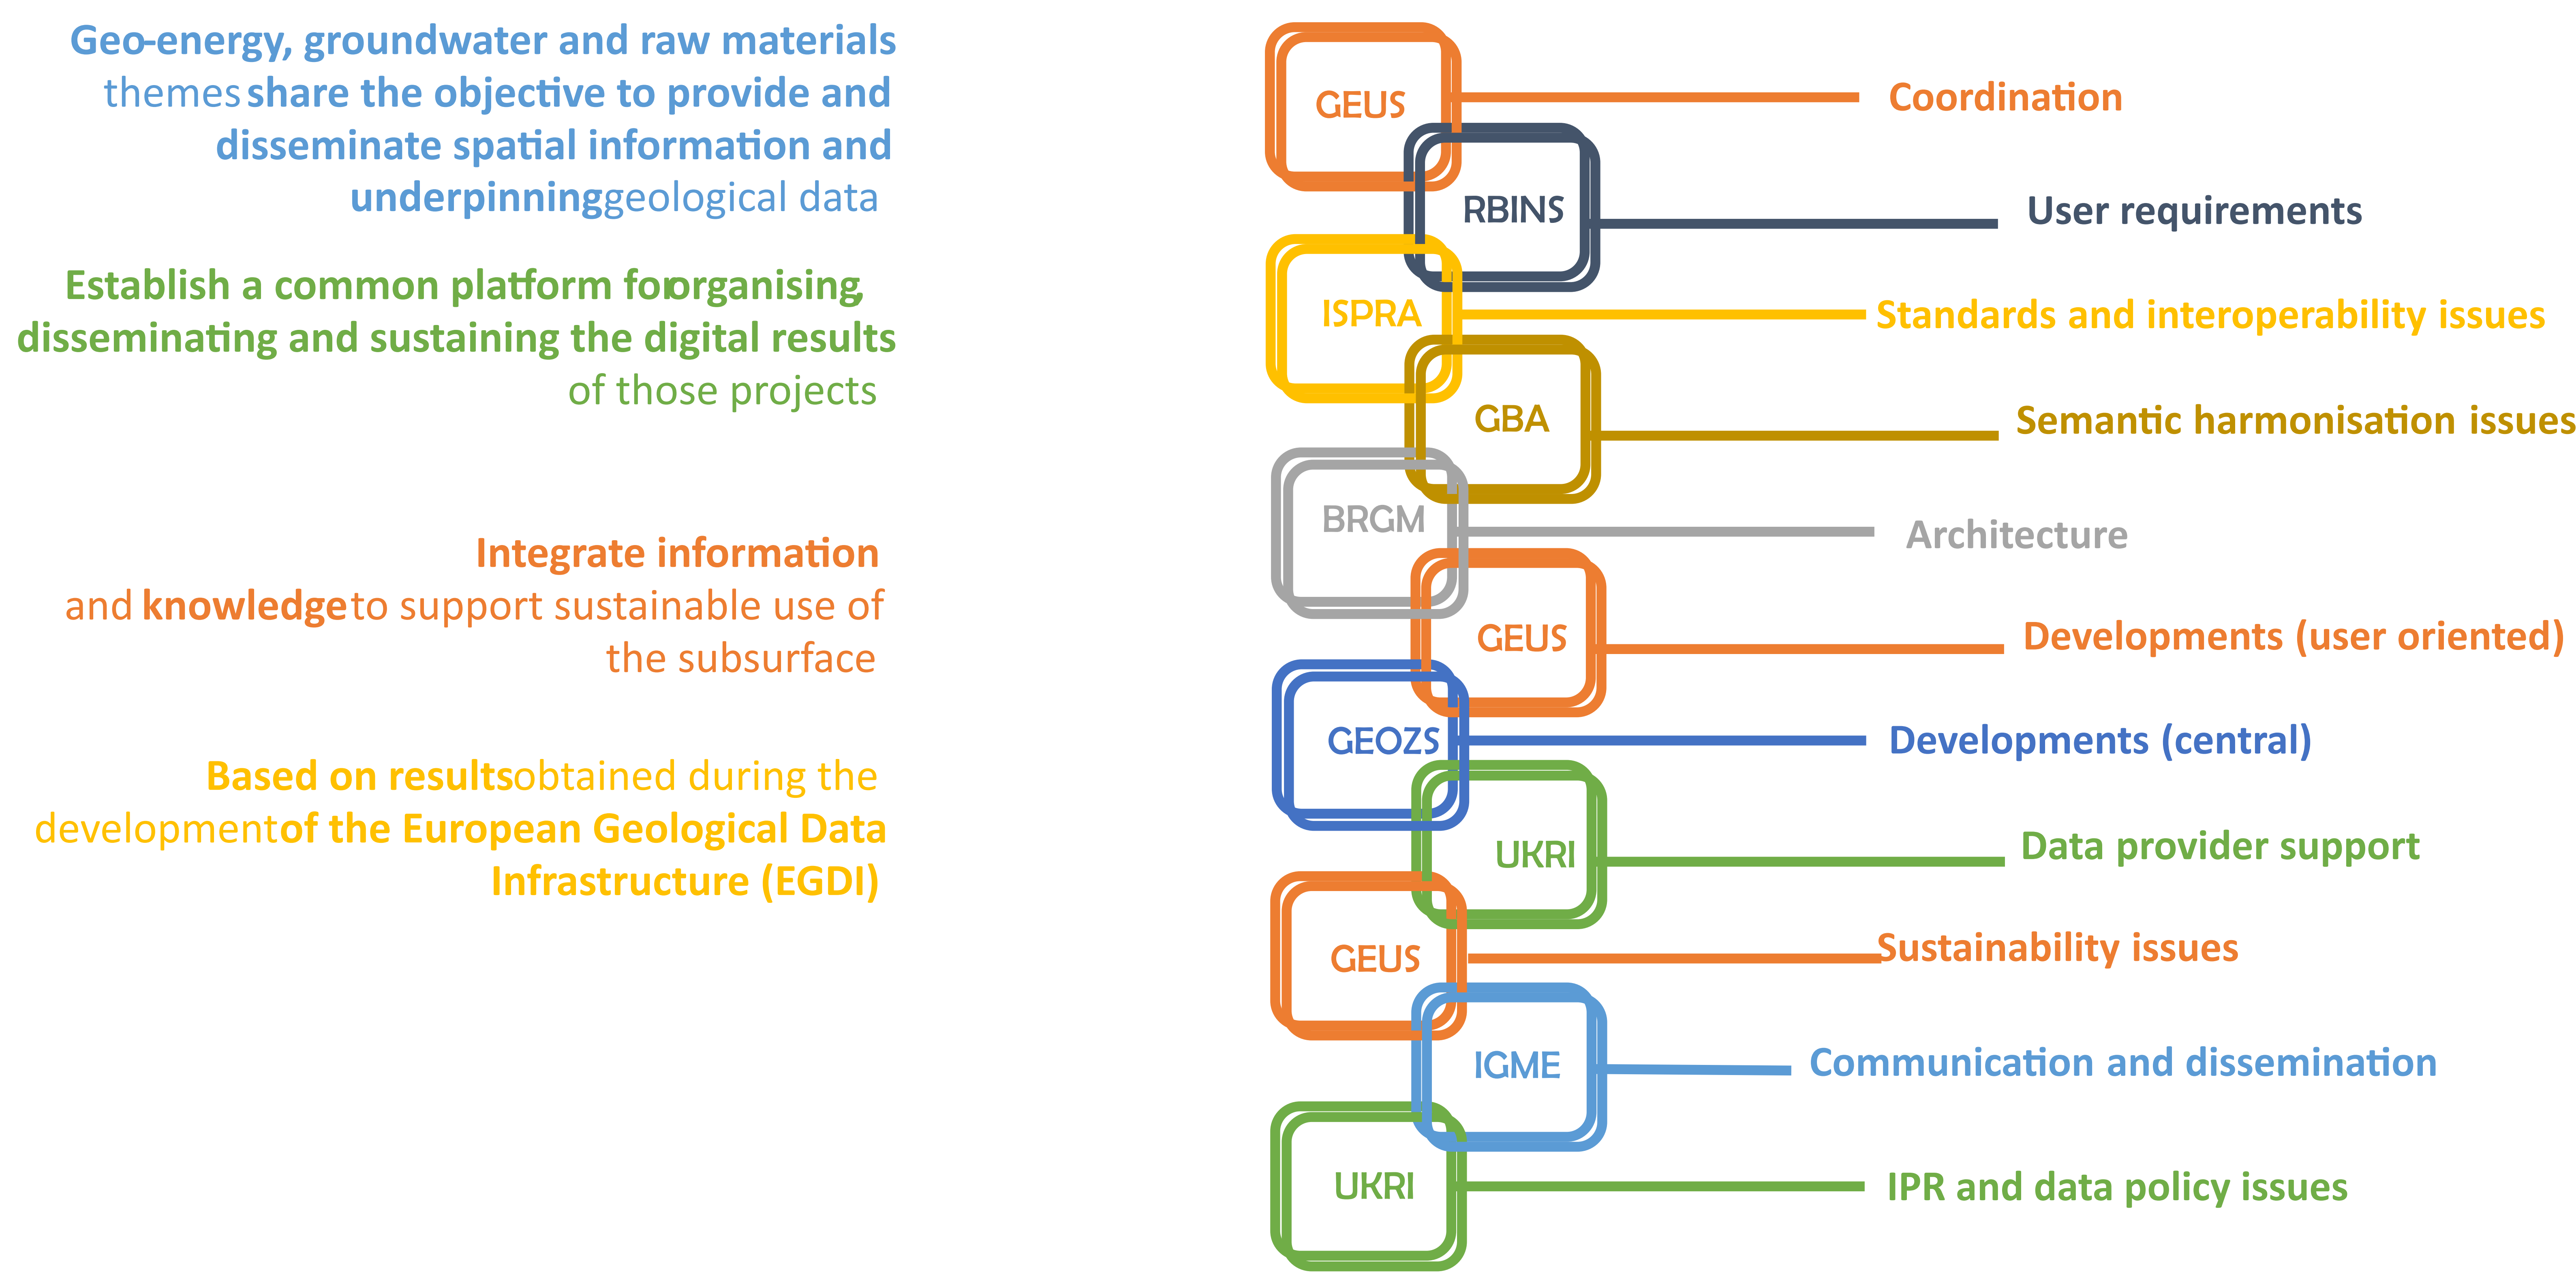 Geo-energy, groundwater and raw materials
themes share the objective to provide and
disseminate spatial information and
underpinning geological data
Establish a common platform for organising,
disseminating and sustaining the digital results
of those projects
Integrate information
and knowledge to support sustainable use of
the subsurface
Based on results obtained during the
development of the European Geological Data
Infrastructure (EGDI)
GEUS
Coordination
RBINS
User requirements
ISPRA
Standards and interoperability issues
GBA
Semantic harmonisation issues
BRGM
Architecture
GEUS
Developments (user oriented)
GEOZS
Developments (central)
UKRI
Data provider support
GEUS
Sustainability issues
IGME
Communication and dissemination
UKRI
IPR and data policy issues